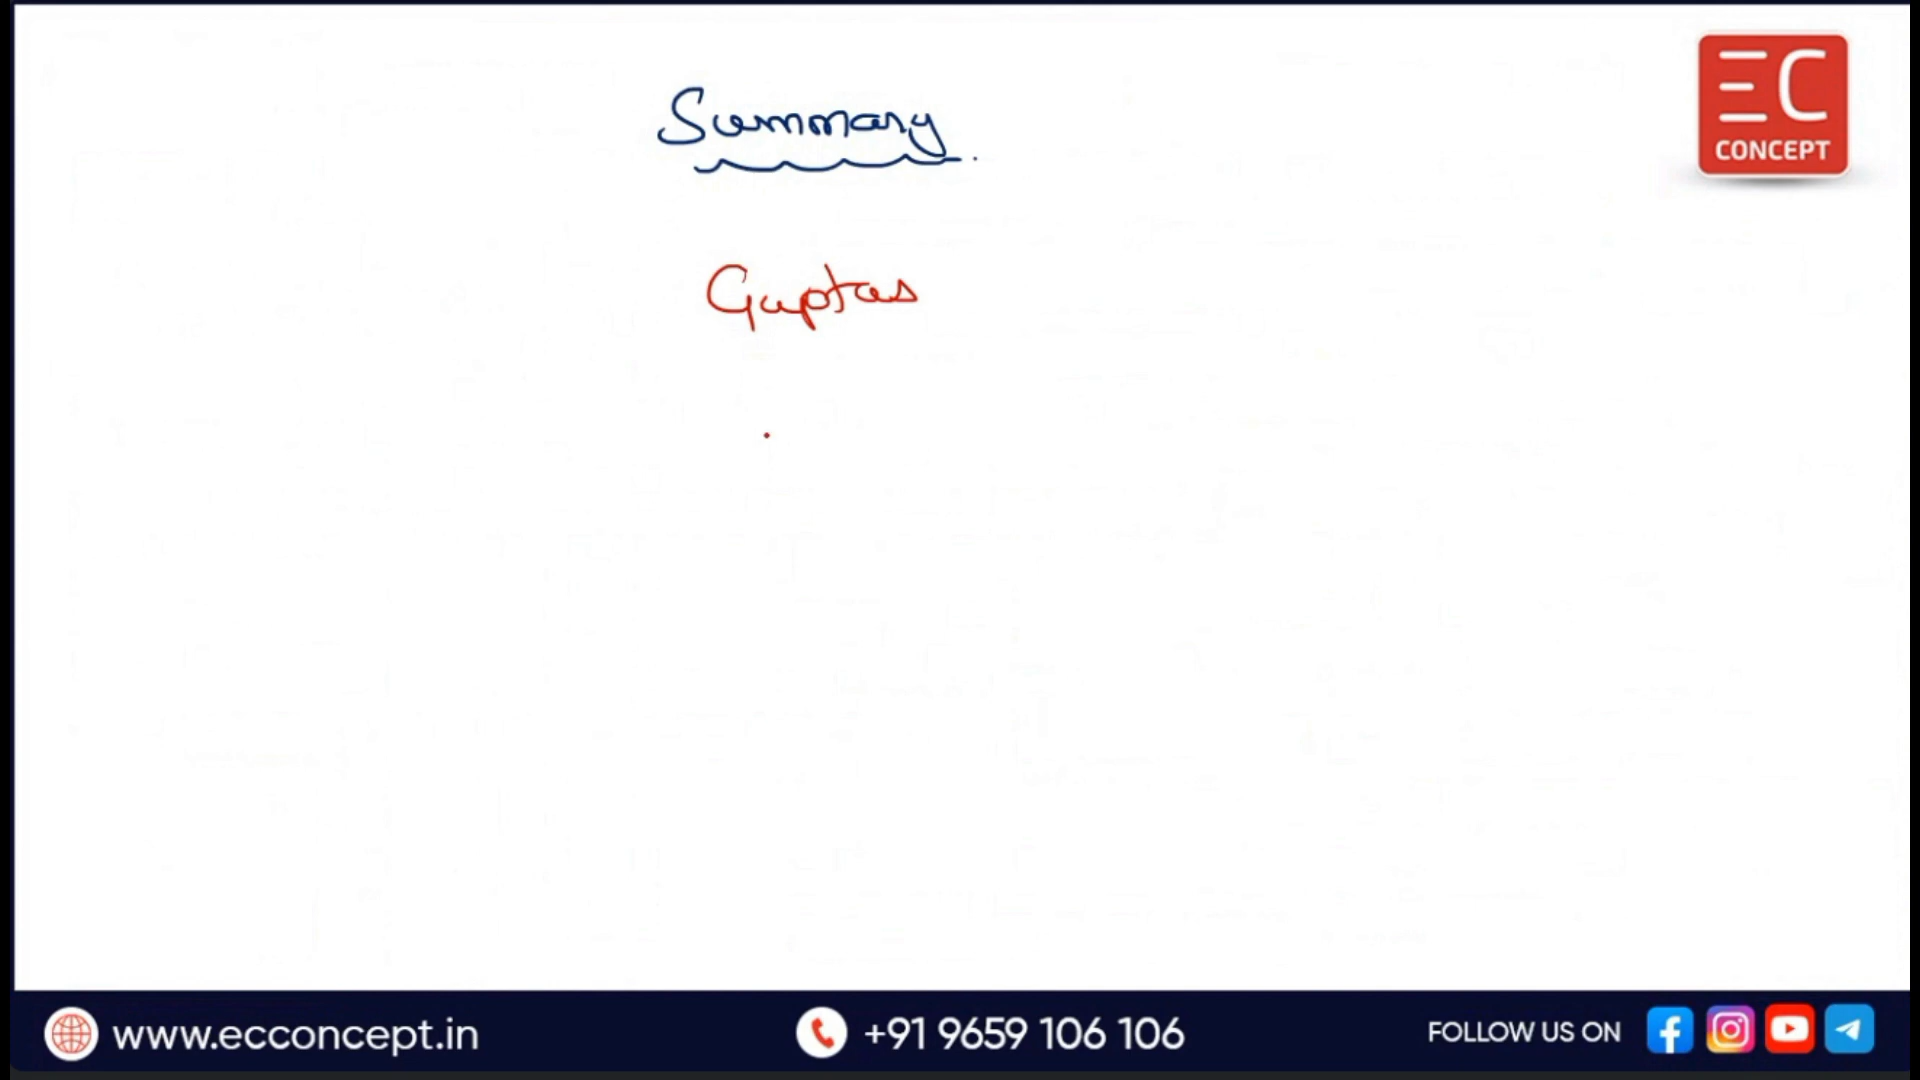 Summary
EC
CONCEPT
Guptas
www.ecconcept.in
+91 9659 106 106
FOLLOW US ON